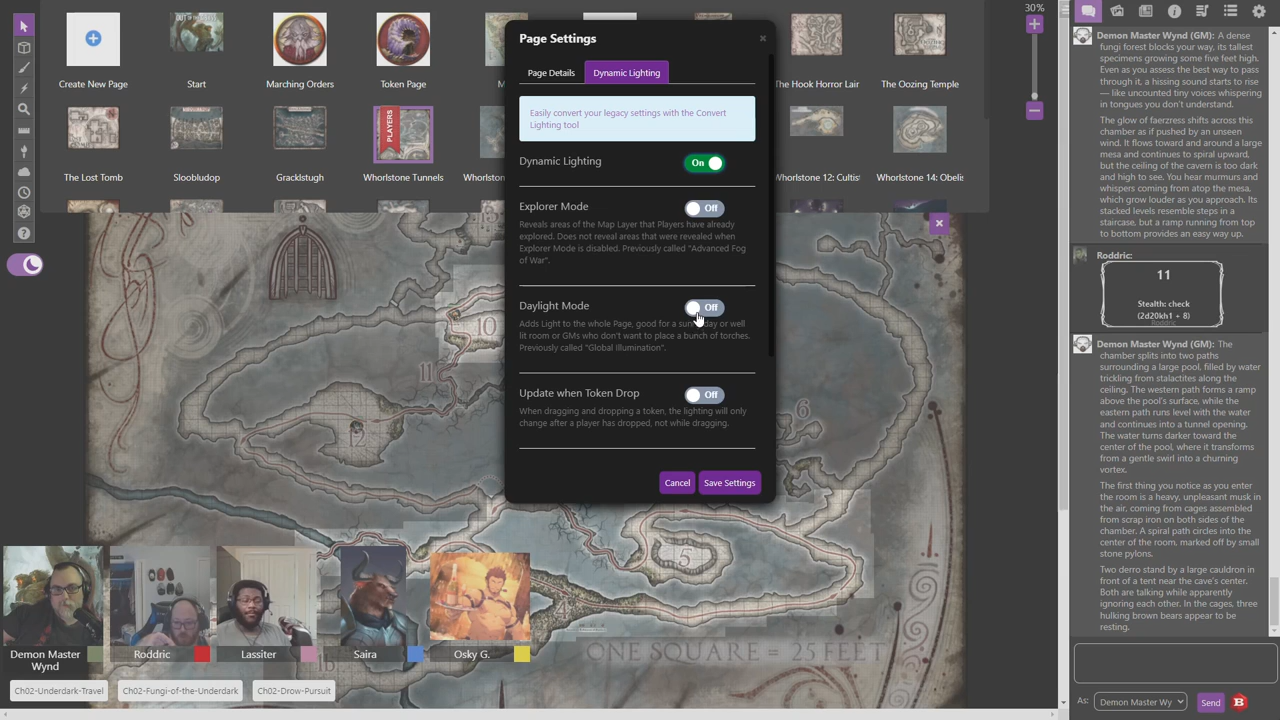 30%
OUT OF THE ABYSS
Create New Page
Start
Marching Orders
Token Page
The Hook Horror Lair
The Oozing Temple
PLAYERS
The Lost Tomb
Sloobludop
Gracklstugh
Whorlstone Tunnels
Whorlston
Whorlstone 12: Cultis
Whorlstone 14: Obelis
Page Settings
×
Page Details
Dynamic Lighting
Easily convert your legacy settings with the Convert
Lighting tool
Dynamic Lighting
On
Explorer Mode
Off
Reveals areas of the Map Layer that Players have already
explored. Does not reveal areas that were revealed when
Explorer Mode is disabled. Previously called "Advanced Fog
of War".
Daylight Mode
Off
Adds Light to the whole Page, good for a sunny day or well
lit room or GMs who don't want to place a bunch of torches.
Previously called "Global Illumination".
Update when Token Drop
Off
When dragging and dropping a token, the lighting will only
change after a player has dropped, not while dragging.
Cancel
Save Settings
10
11
12
6
5
4
ONE SQUARE = 25 FEET
Demon Master
Wynd
Roddric
Lassiter
Saira
Osky G.
Ch02-Underdark-Travel
Ch02-Fungi-of-the-Underdark
Ch02-Drow-Pursuit
Demon Master Wynd (GM): A dense
fungi forest blocks your way, its tallest
specimens growing some five feet high.
Even as you assess the best way to pass
through it, a hissing sound starts to rise
— like uncounted tiny voices whispering
in tongues you don't understand.
The glow of faerzress shifts across this
chamber as if pushed by an unseen
wind. It flows toward and around a large
mesa and continues to spiral upward,
but the ceiling of the cavern is too dark
and high to see. You hear murmurs and
whispers coming from atop the mesa,
which grow louder as you approach. Its
stacked levels resemble steps in a
staircase, but a ramp running from top
to bottom provides an easy way up.
Roddric:
11
Stealth: check
(2d20kh1 + 8)
Roddric
Demon Master Wynd (GM): The
chamber splits into two paths
surrounding a large pool, filled by water
trickling from stalactites along the
ceiling. The western path forms a ramp
above the pool's surface, while the
eastern path runs level with the water
and continues into a tunnel opening.
The water turns darker toward the
center of the pool, where it transforms
from a gentle swirl into a churning
vortex.
The first thing you notice as you enter
the room is a heavy, unpleasant musk in
the air, coming from cages assembled
from scrap iron on both sides of the
chamber. A spiral path circles into the
center of the room, marked off by small
stone pylons.
Two derro stand by a large cauldron in
front of a tent near the cave's center.
Both are talking while apparently
ignoring each other. In the cages, three
hulking brown bears appear to be
resting.
As:
Demon Master Wy
Send